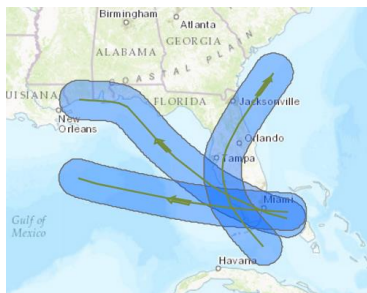 Birmingham
Atlanta
GEORGIA
ALABAMA
COASTAL PLAIN
UISIANA
FLORIDA
Jacksonville
New
Orleans
Orlando
Tampa
Miami
Gulf of
Mexico
Havana